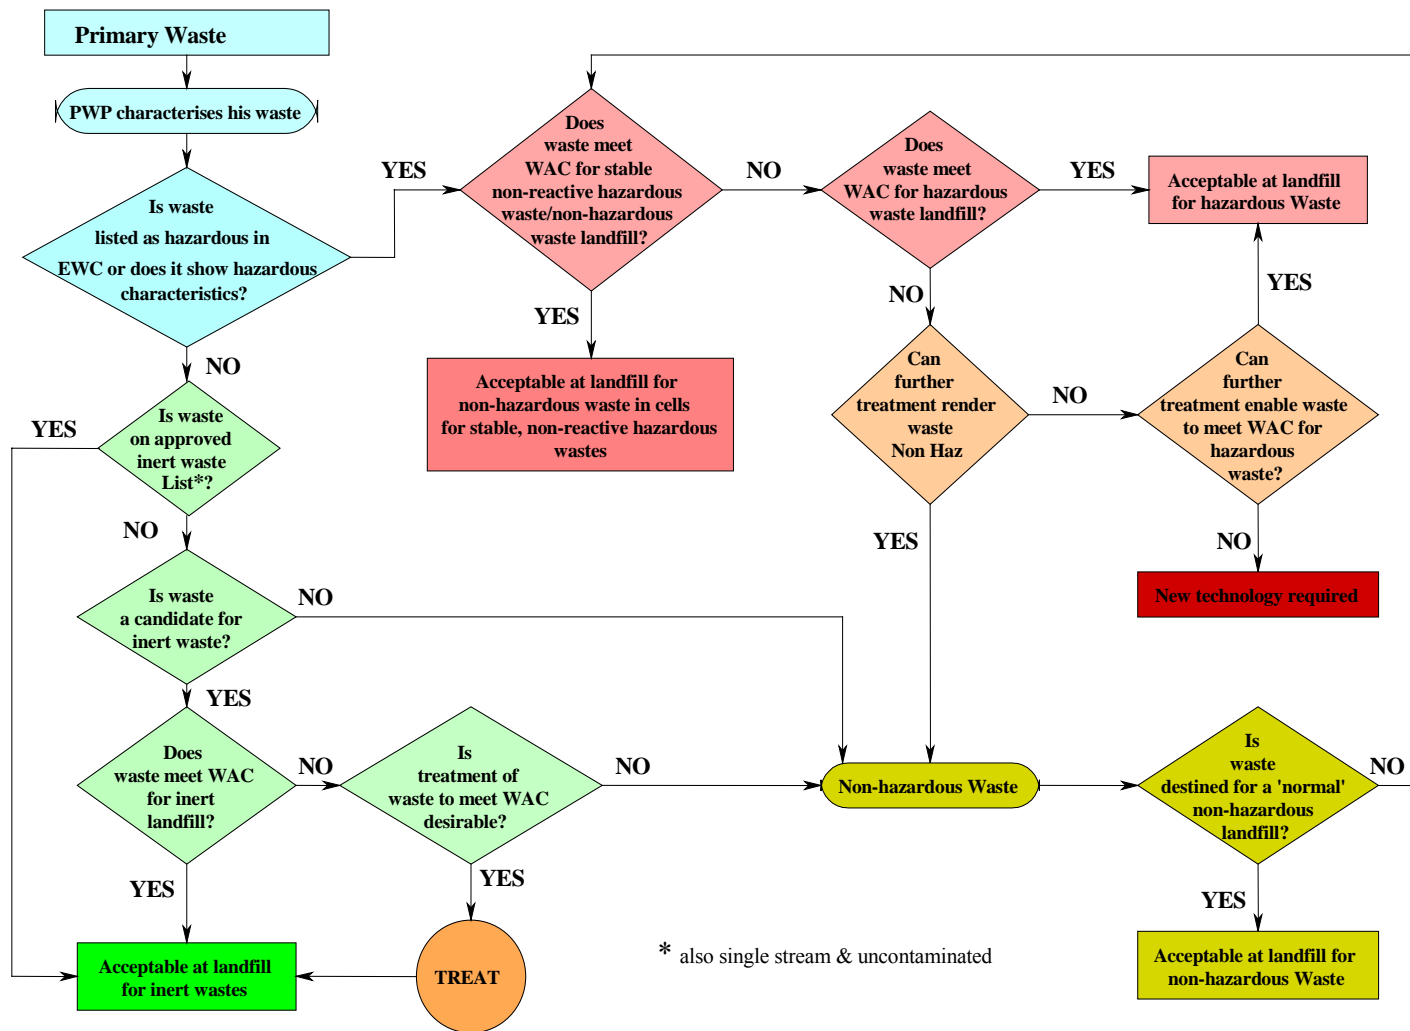 Primary Waste
PWP characterises his waste
Is waste
listed as hazardous in
EWC or does it show hazardous
characteristics?
YES
NO
Does
waste meet
WAC for stable
non-reactive hazardous
waste/non-hazardous
waste landfill?
NO
YES
Does
waste meet
WAC for hazardous
waste landfill?
YES
NO
Acceptable at landfill
for hazardous Waste
YES
Acceptable at landfill for
non-hazardous waste in cells
for stable, non-reactive hazardous
wastes
Can
further
treatment render
waste
Non Haz
NO
YES
Can
further
treatment enable waste
to meet WAC for
hazardous
waste?
NO
New technology required
Is waste
on approved
inert waste
List*?
YES
NO
Is waste
a candidate for
inert waste?
NO
YES
Does
waste meet WAC
for inert
landfill?
NO
YES
Is
treatment of
waste to meet WAC
desirable?
NO
YES
Non-hazardous Waste
Is
waste
destined for a 'normal'
non-hazardous
landfill?
NO
YES
Acceptable at landfill
for inert wastes
TREAT
* also single stream & uncontaminated
Acceptable at landfill for
non-hazardous Waste